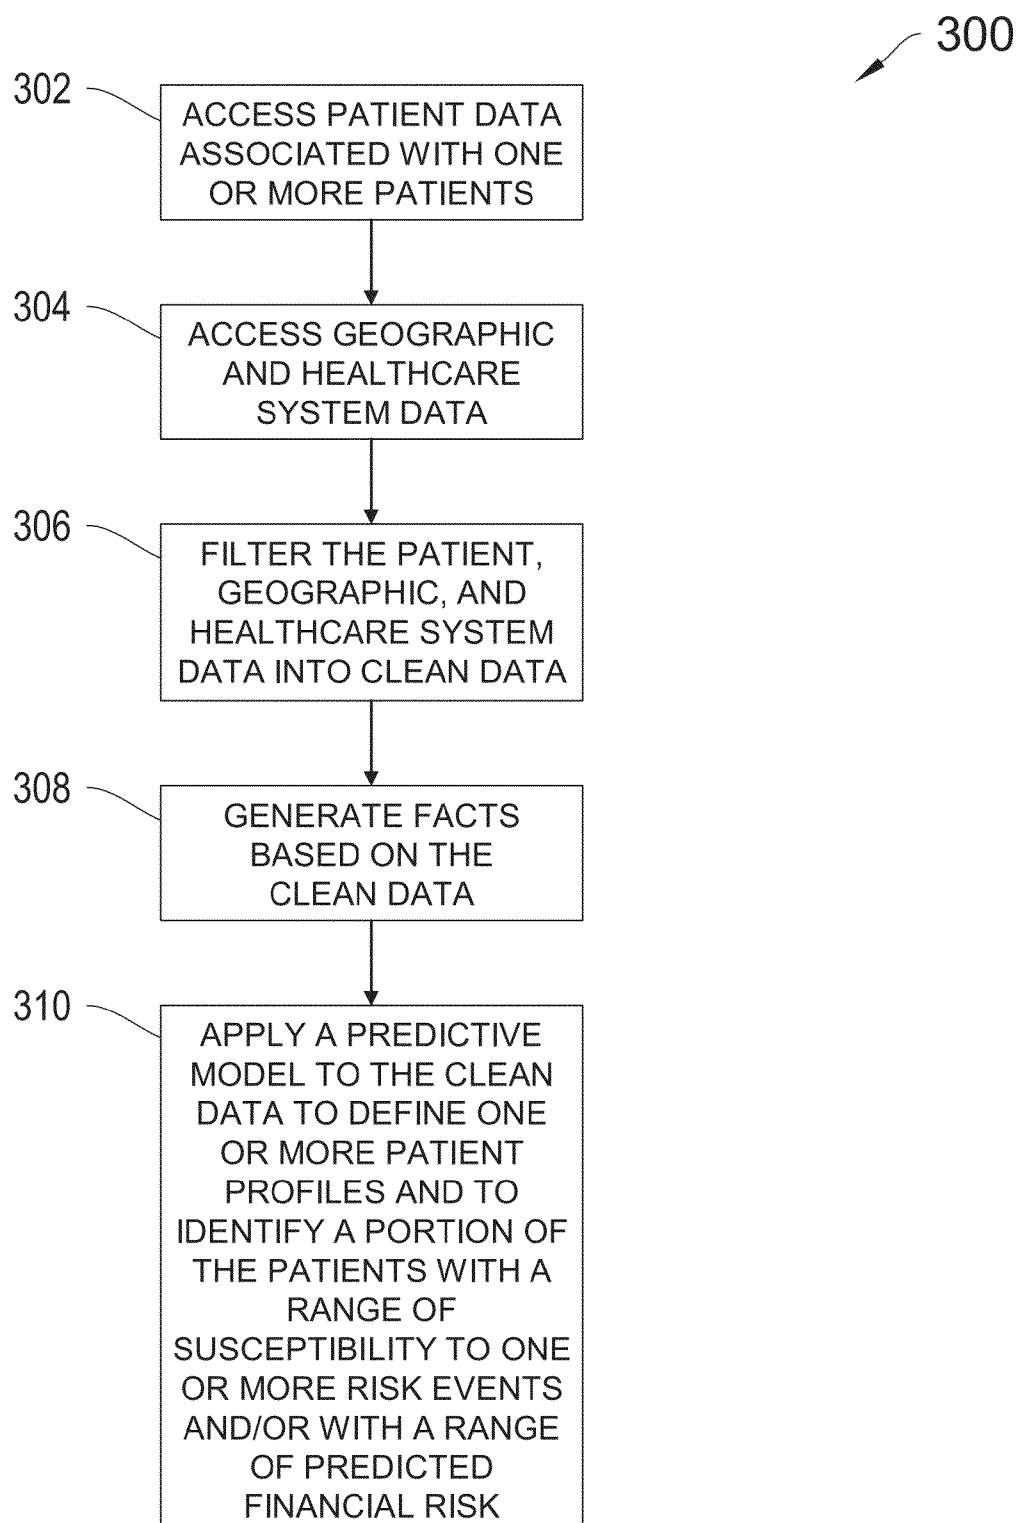 300
302
ACCESS PATIENT DATA
ASSOCIATED WITH ONE
OR MORE PATIENTS
304
ACCESS GEOGRAPHIC
AND HEALTHCARE
SYSTEM DATA
306
FILTER THE PATIENT,
GEOGRAPHIC, AND
HEALTHCARE SYSTEM
DATA INTO CLEAN DATA
308
GENERATE FACTS
BASED ON THE
CLEAN DATA
310
APPLY A PREDICTIVE
MODEL TO THE CLEAN
DATA TO DEFINE ONE
OR MORE PATIENT
PROFILES AND TO
IDENTIFY A PORTION OF
THE PATIENTS WITH A
RANGE OF
SUSCEPTIBILITY TO ONE
OR MORE RISK EVENTS
AND/OR WITH A RANGE
OF PREDICTED
FINANCIAL RISK